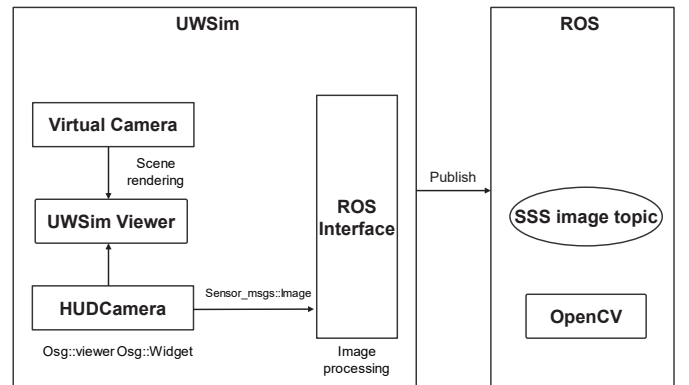 UWSim
ROS
Virtual Camera
Scene
rendering
UWSim Viewer
HUDCamera
Osg::viewer Osg::Widget
Sensor_msgs::Image
ROS
Interface
Image
processing
Publish
SSS image topic
OpenCV